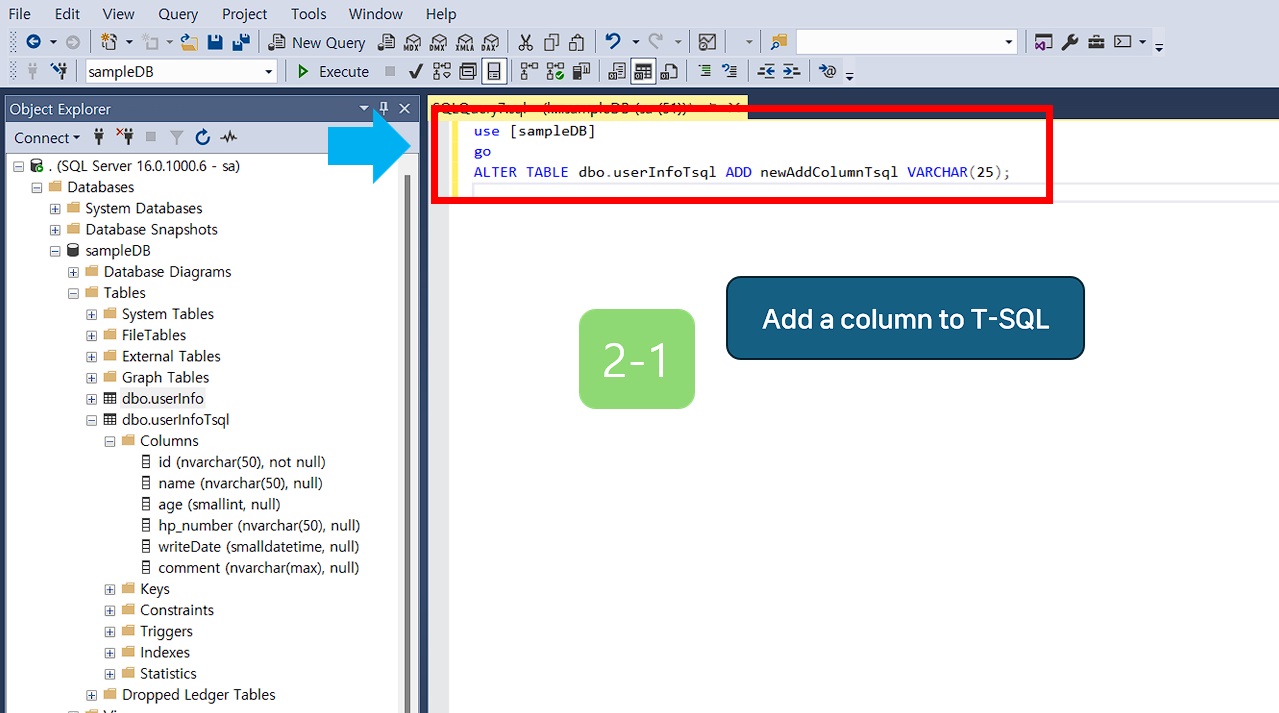 File Edit View Query Project Tools Window Help
New Query MDX DMX XMLA DAX
sampleDB Execute
Object Explorer
Connect
. (SQL Server 16.0.1000.6 - sa)
Databases
System Databases
Database Snapshots
sampleDB
Database Diagrams
Tables
System Tables
FileTables
External Tables
Graph Tables
dbo.userInfo
dbo.userInfoTsql
Columns
id (nvarchar(50), not null)
name (nvarchar(50), null)
age (smallint, null)
hp_number (nvarchar(50), null)
writeDate (smalldatetime, null)
comment (nvarchar(max), null)
Keys
Constraints
Triggers
Indexes
Statistics
Dropped Ledger Tables
use [sampleDB]
go
ALTER TABLE dbo.userInfoTsql ADD newAddColumnTsql VARCHAR(25);
2-1
Add a column to T-SQL